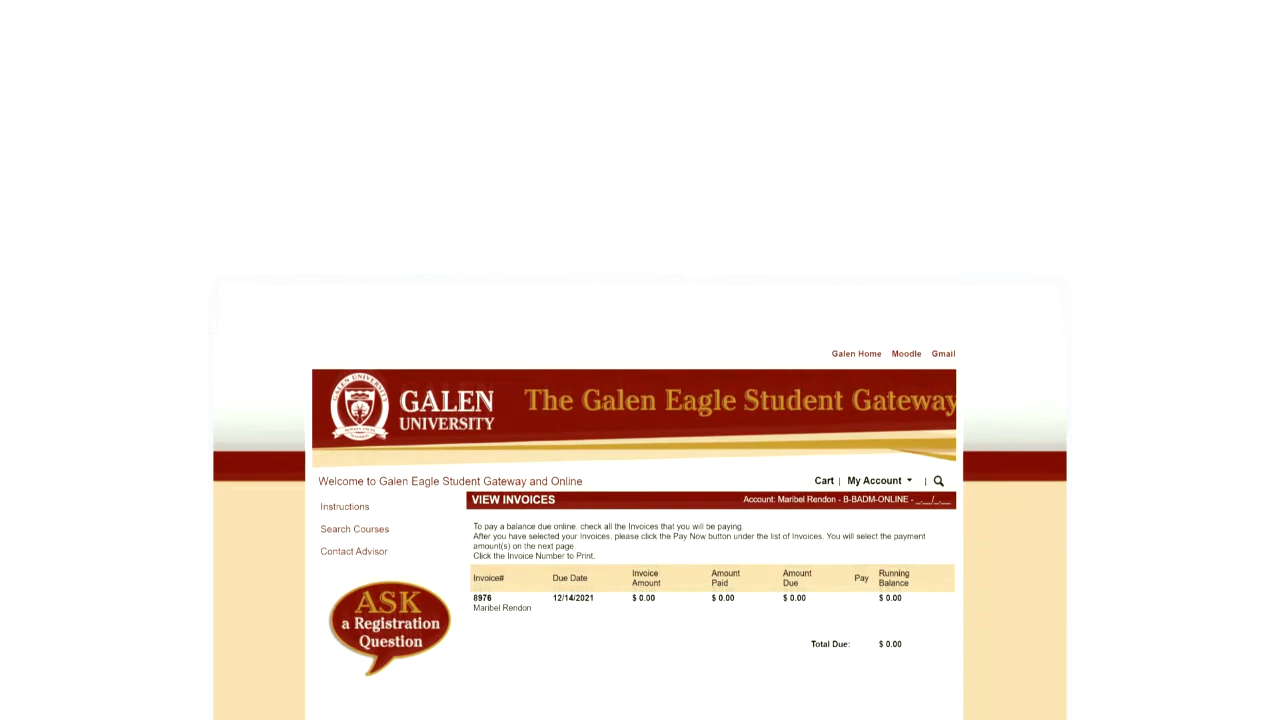 Galen Home Moodle Gmail
GALEN UNIVERSITY
GALEN
UNIVERSITY
The Galen Eagle Student Gateway
Welcome to Galen Eagle Student Gateway and Online
Cart | My Account |
Instructions
Search Courses
Contact Advisor
ASK
a Registration
Question
VIEW INVOICES Account: Maribel Rendon - B-BADM-ONLINE - _.__/_.__
To pay a balance due online, check all the Invoices that you will be paying.
After you have selected your Invoices, please click the Pay Now button under the list of Invoices. You will select the payment
amount(s) on the next page.
Click the Invoice Number to Print.
Invoice# Due Date Invoice Amount Amount Paid Amount Due Pay Running Balance
8976 12/14/2021 $ 0.00 $ 0.00 $ 0.00 $ 0.00
Maribel Rendon
Total Due: $ 0.00